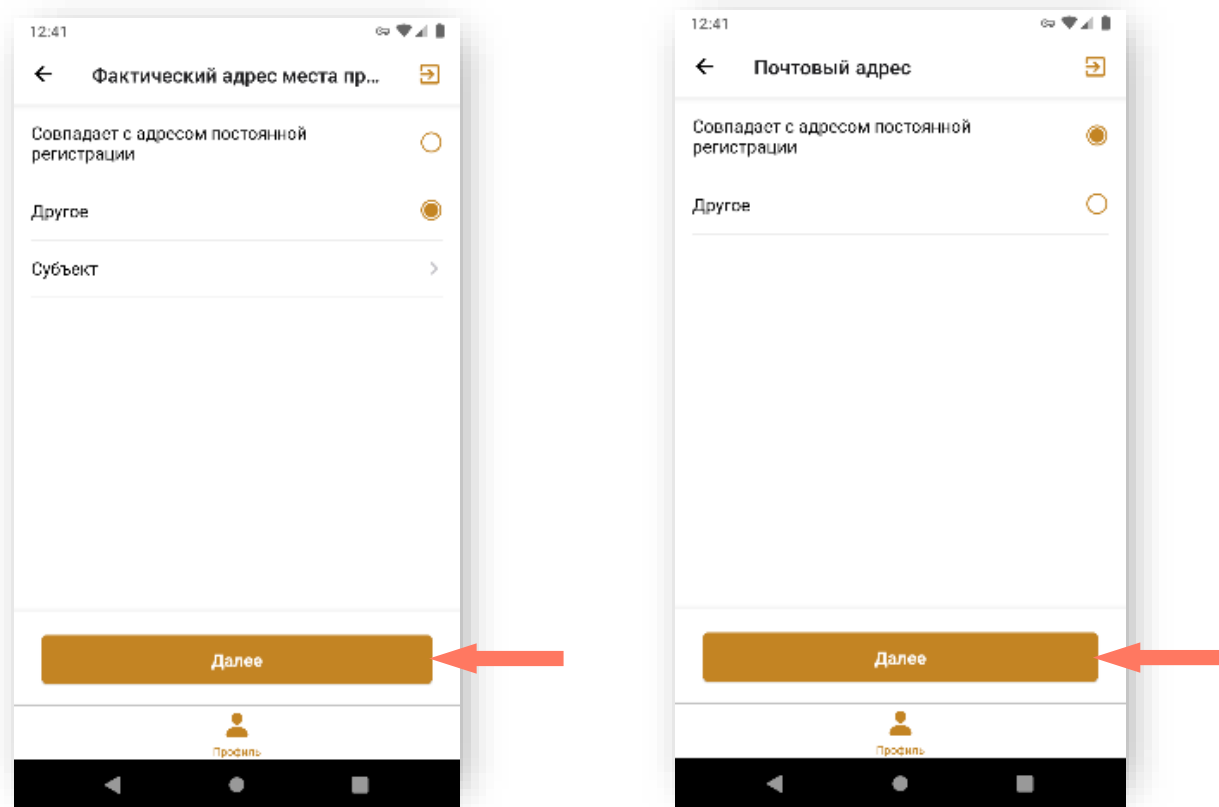 12:41
Фактический адрес места пр...
Совпадает с адресом постоянной
регистрации
Другое
Субъект
Далее
Профиль
12:41
Почтовый адрес
Совпадает с адресом постоянной
регистрации
Другое
Далее
Профиль